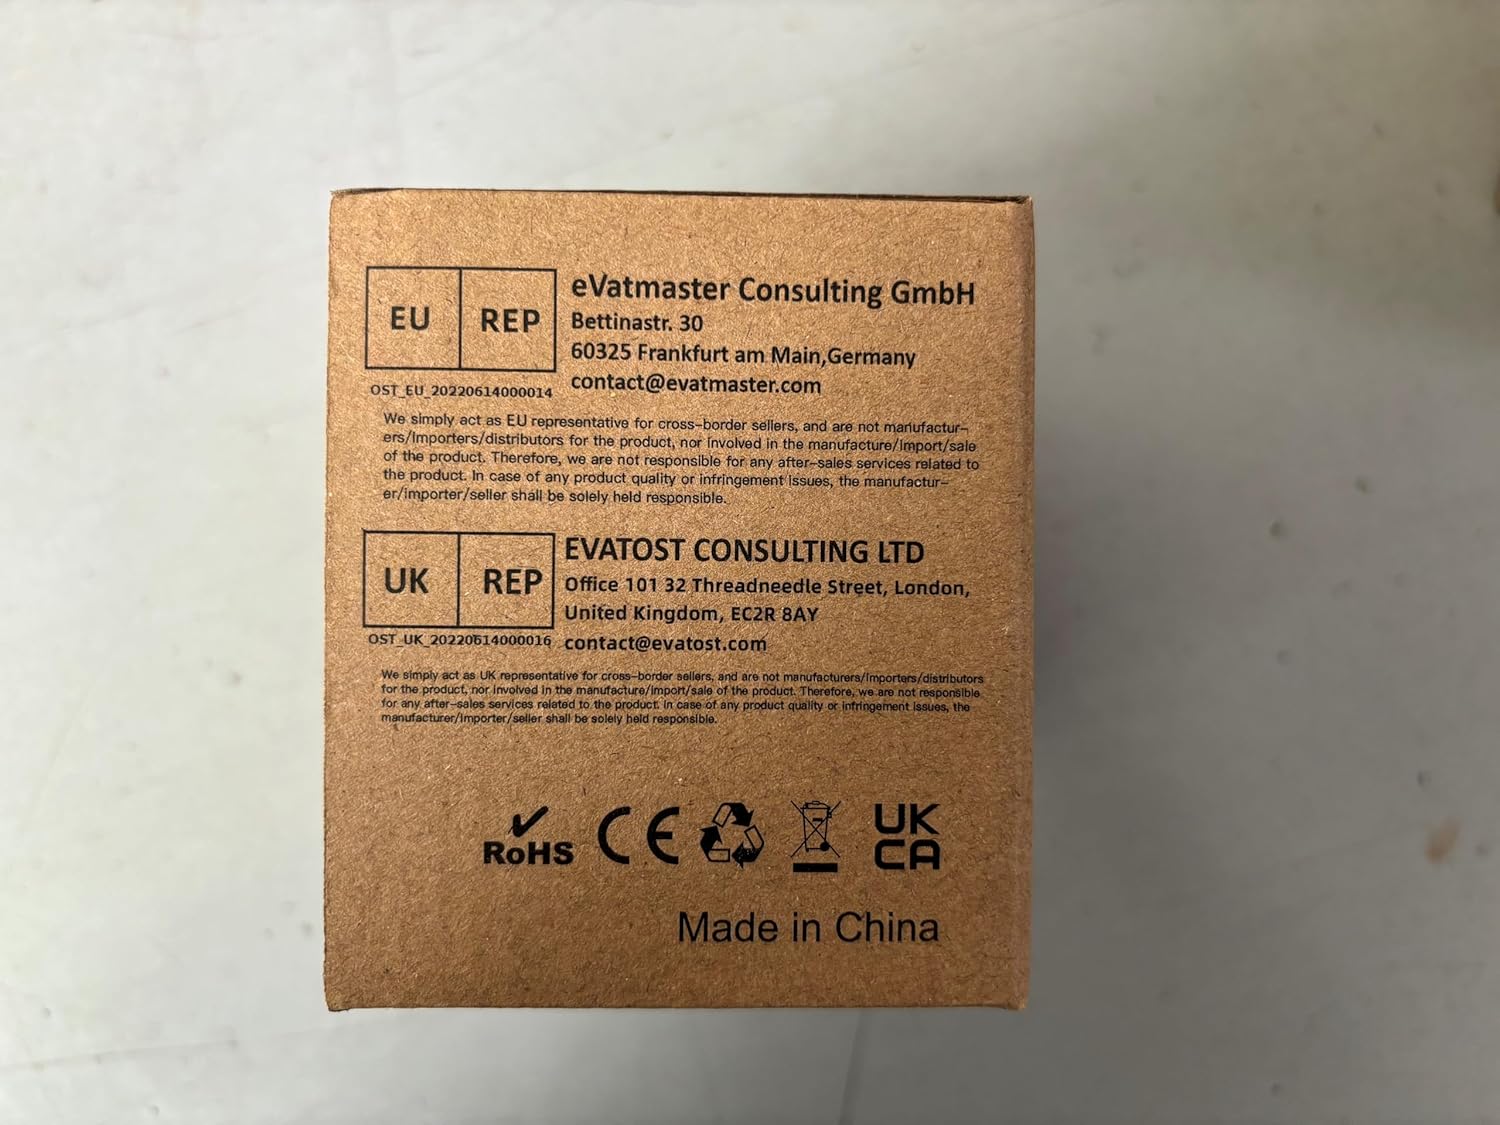 EU REP
eVatmaster Consulting GmbH
Bettinastr. 30
60325 Frankfurt am Main,Germany
contact@evatmaster.com
OST_EU_20220614000014
We simply act as EU representative for cross-border sellers, and are not manufactur-
ers/importers/distributors for the product, nor involved in the manufacture/import/sale
of the product. Therefore, we are not responsible for any after-sales services related to
the product. In case of any product quality or infringement issues, the manufactur-
er/importer/seller shall be solely held responsible.
UK REP
EVATOST CONSULTING LTD
Office 101 32 Threadneedle Street, London,
United Kingdom, EC2R 8AY
contact@evatost.com
OST_UK_20220614000016
We simply act as UK representative for cross-border sellers, and are not manufacturers/importers/distributors
for the product, nor involved in the manufacture/import/sale of the product. Therefore, we are not responsible
for any after-sales services related to the product. In case of any product quality or infringement issues, the
manufacturer/importer/seller shall be solely held responsible.
RoHS CE UK
CA
Made in China